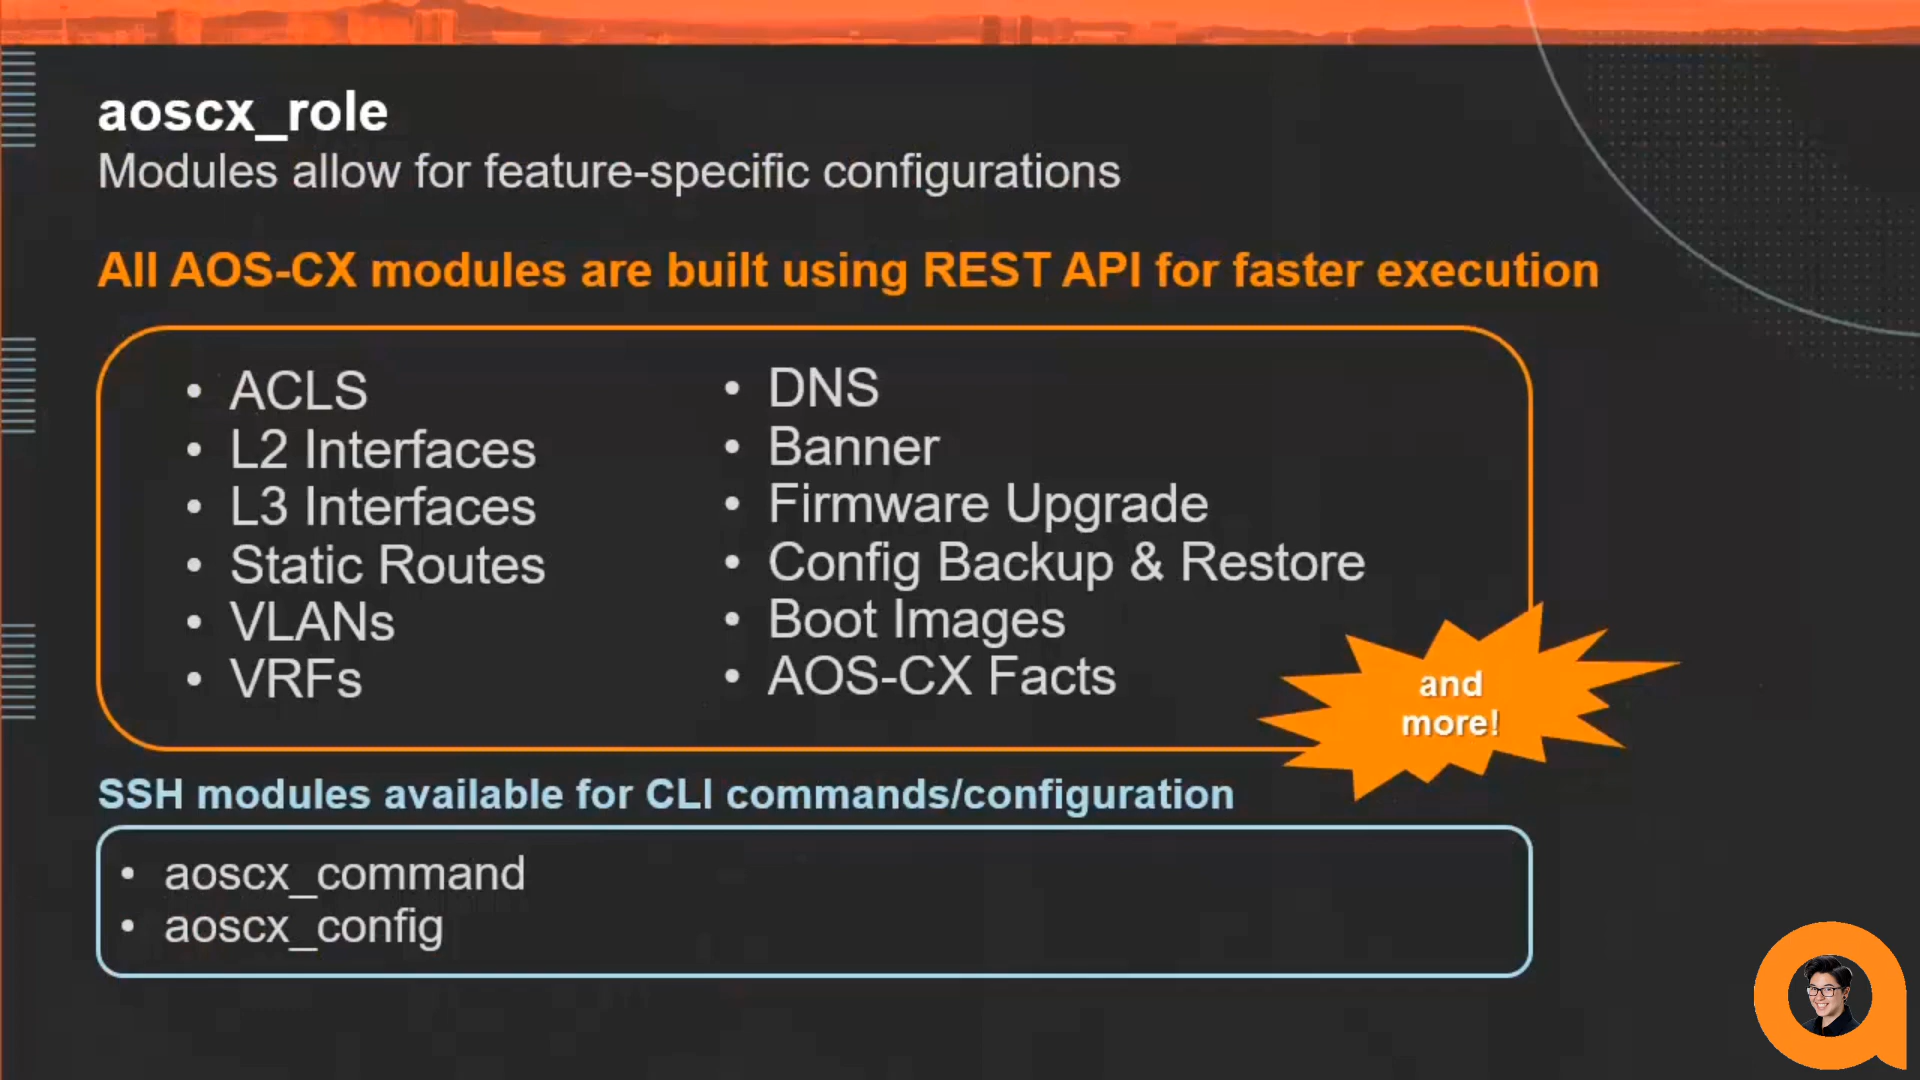 aoscx_role
Modules allow for feature-specific configurations
All AOS-CX modules are built using REST API for faster execution
• ACLS
• L2 Interfaces
• L3 Interfaces
• Static Routes
• VLANs
• VRFs
• DNS
• Banner
• Firmware Upgrade
• Config Backup & Restore
• Boot Images
• AOS-CX Facts
and
more!
SSH modules available for CLI commands/configuration
• aoscx_command
• aoscx_config